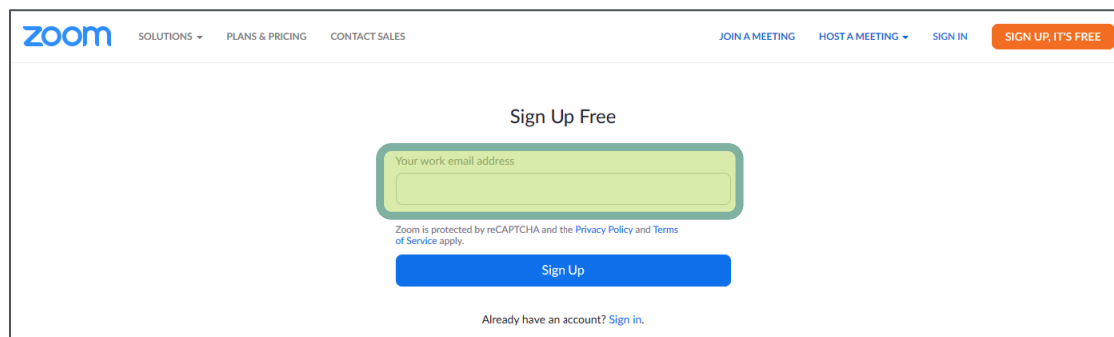 zoom SOLUTIONS PLANS & PRICING CONTACT SALES JOIN A MEETING HOST A MEETING SIGN IN SIGN UP, IT'S FREE
Sign Up Free
Your work email address
Zoom is protected by reCAPTCHA and the Privacy Policy and Terms
of Service apply.
Sign Up
Already have an account? Sign in.